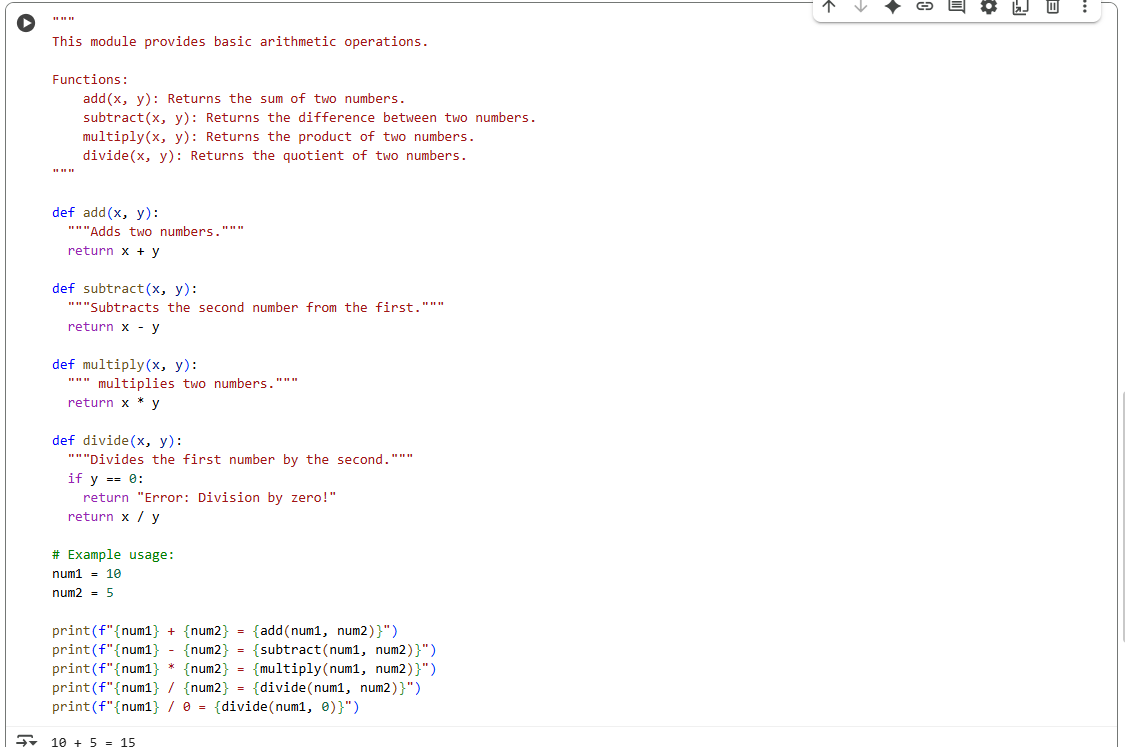 """
This module provides basic arithmetic operations.

Functions:
    add(x, y): Returns the sum of two numbers.
    subtract(x, y): Returns the difference between two numbers.
    multiply(x, y): Returns the product of two numbers.
    divide(x, y): Returns the quotient of two numbers.
"""

def add(x, y):
  """Adds two numbers."""
  return x + y

def subtract(x, y):
  """Subtracts the second number from the first."""
  return x - y

def multiply(x, y):
  """ multiplies two numbers."""
  return x * y

def divide(x, y):
  """Divides the first number by the second."""
  if y == 0:
    return "Error: Division by zero!"
  return x / y

# Example usage:
num1 = 10
num2 = 5

print(f"{num1} + {num2} = {add(num1, num2)}")
print(f"{num1} - {num2} = {subtract(num1, num2)}")
print(f"{num1} * {num2} = {multiply(num1, num2)}")
print(f"{num1} / {num2} = {divide(num1, num2)}")
print(f"{num1} / 0 = {divide(num1, 0)}")

10 + 5 = 15